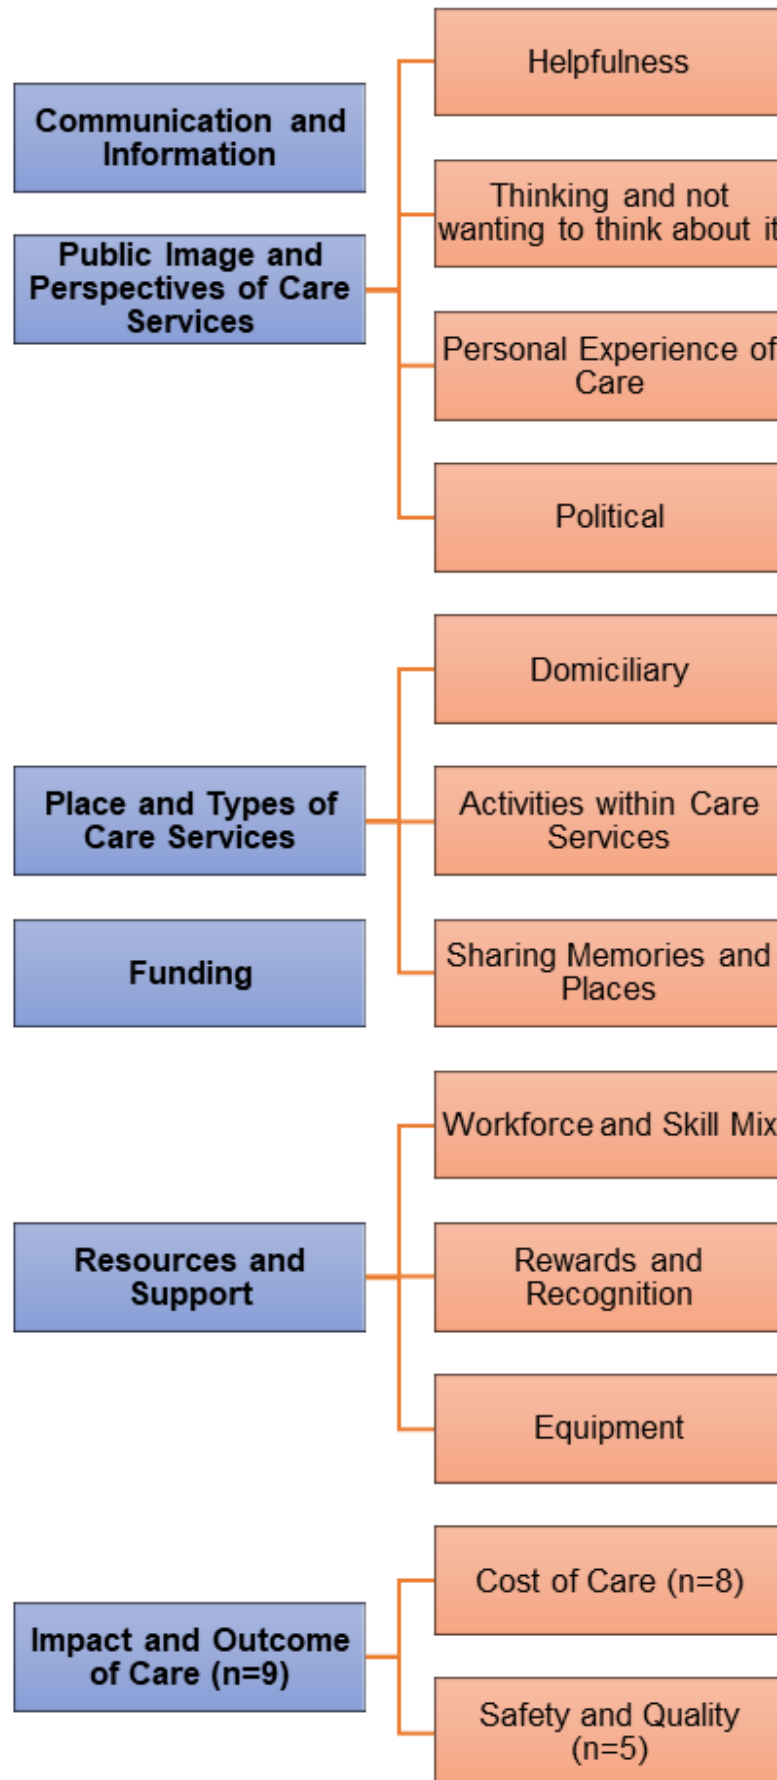 Communication and
Information
Public Image and
Perspectives of Care
Services
Helpfulness
Thinking and not
wanting to think about it
Personal Experience of
Care
Political
Place and Types of
Care Services
Domiciliary
Activities within Care
Services
Sharing Memories and
Places
Funding
Resources and
Support
Workforce and Skill Mix
Rewards and
Recognition
Equipment
Impact and Outcome
of Care (n=9)
Cost of Care (n=8)
Safety and Quality
(n=5)